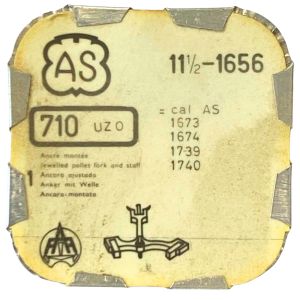 AS
11½-1656
710 UZO
= cal AS
1673
1674
1739
1740
Ancre montée
Jewelled pallet fork and staff
Ancora ajustada
Anker mit Welle
Ancora-montata
1